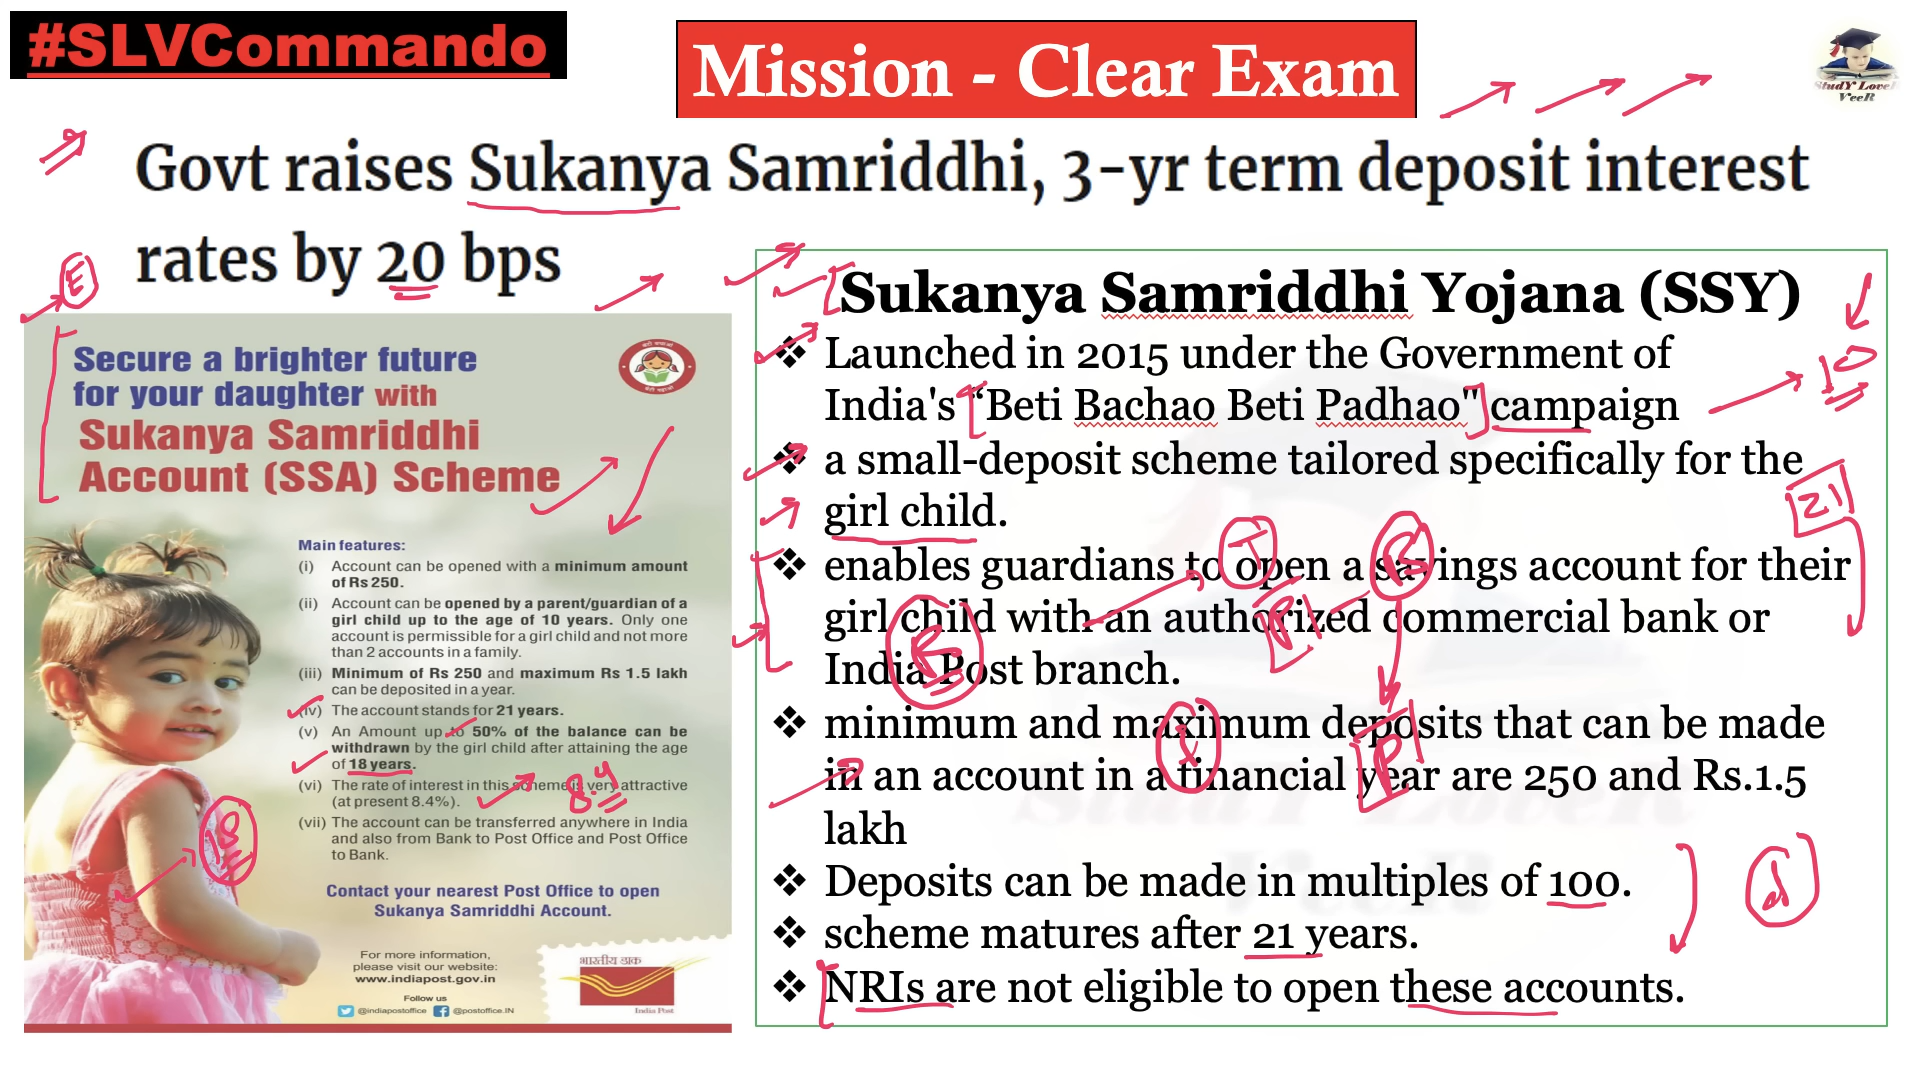 #SLVCommando
Mission - Clear Exam
StudY LoveR
VeeR
Govt raises Sukanya Samriddhi, 3-yr term deposit interest
rates by 20 bps
E
Secure a brighter future
for your daughter with
Sukanya Samriddhi
Account (SSA) Scheme
Main features:
(i) Account can be opened with a minimum amount
of Rs 250.
(ii) Account can be opened by a parent/guardian of a
girl child up to the age of 10 years. Only one
account is permissible for a girl child and not more
than 2 accounts in a family.
(iii) Minimum of Rs 250 and maximum Rs 1.5 lakh
can be deposited in a year.
(iv) The account stands for 21 years.
(v) An Amount up to 50% of the balance can be
withdrawn by the girl child after attaining the age
of 18 years.
(vi) The rate of interest in this scheme is very attractive
(at present 8.4%).
8.4
(vii) The account can be transferred anywhere in India
and also from Bank to Post Office and Post Office
to Bank.
18
Contact your nearest Post Office to open
Sukanya Samriddhi Account.
For more information,
please visit our website:
www.indiapost.gov.in
Follow us
@indiapostoffice @postoffice.IN
भारतीय डाक
India Post
Sukanya Samriddhi Yojana (SSY)
❖ Launched in 2015 under the Government of
India's “Beti Bachao Beti Padhao" campaign
10
❖ a small-deposit scheme tailored specifically for the
girl child.
21
❖ enables guardians to open a savings account for their
girl child with an authorized commercial bank or
India Post branch.
❖ minimum and maximum deposits that can be made
in an account in a financial year are 250 and Rs.1.5
lakh
❖ Deposits can be made in multiples of 100.
❖ scheme matures after 21 years.
❖ NRIs are not eligible to open these accounts.